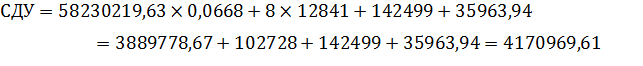 СДУ = 58230219,63 × 0,0668 + 8 × 12841 + 142499 + 35963,94
= 3889778,67 + 102728 + 142499 + 35963,94 = 4170969,61